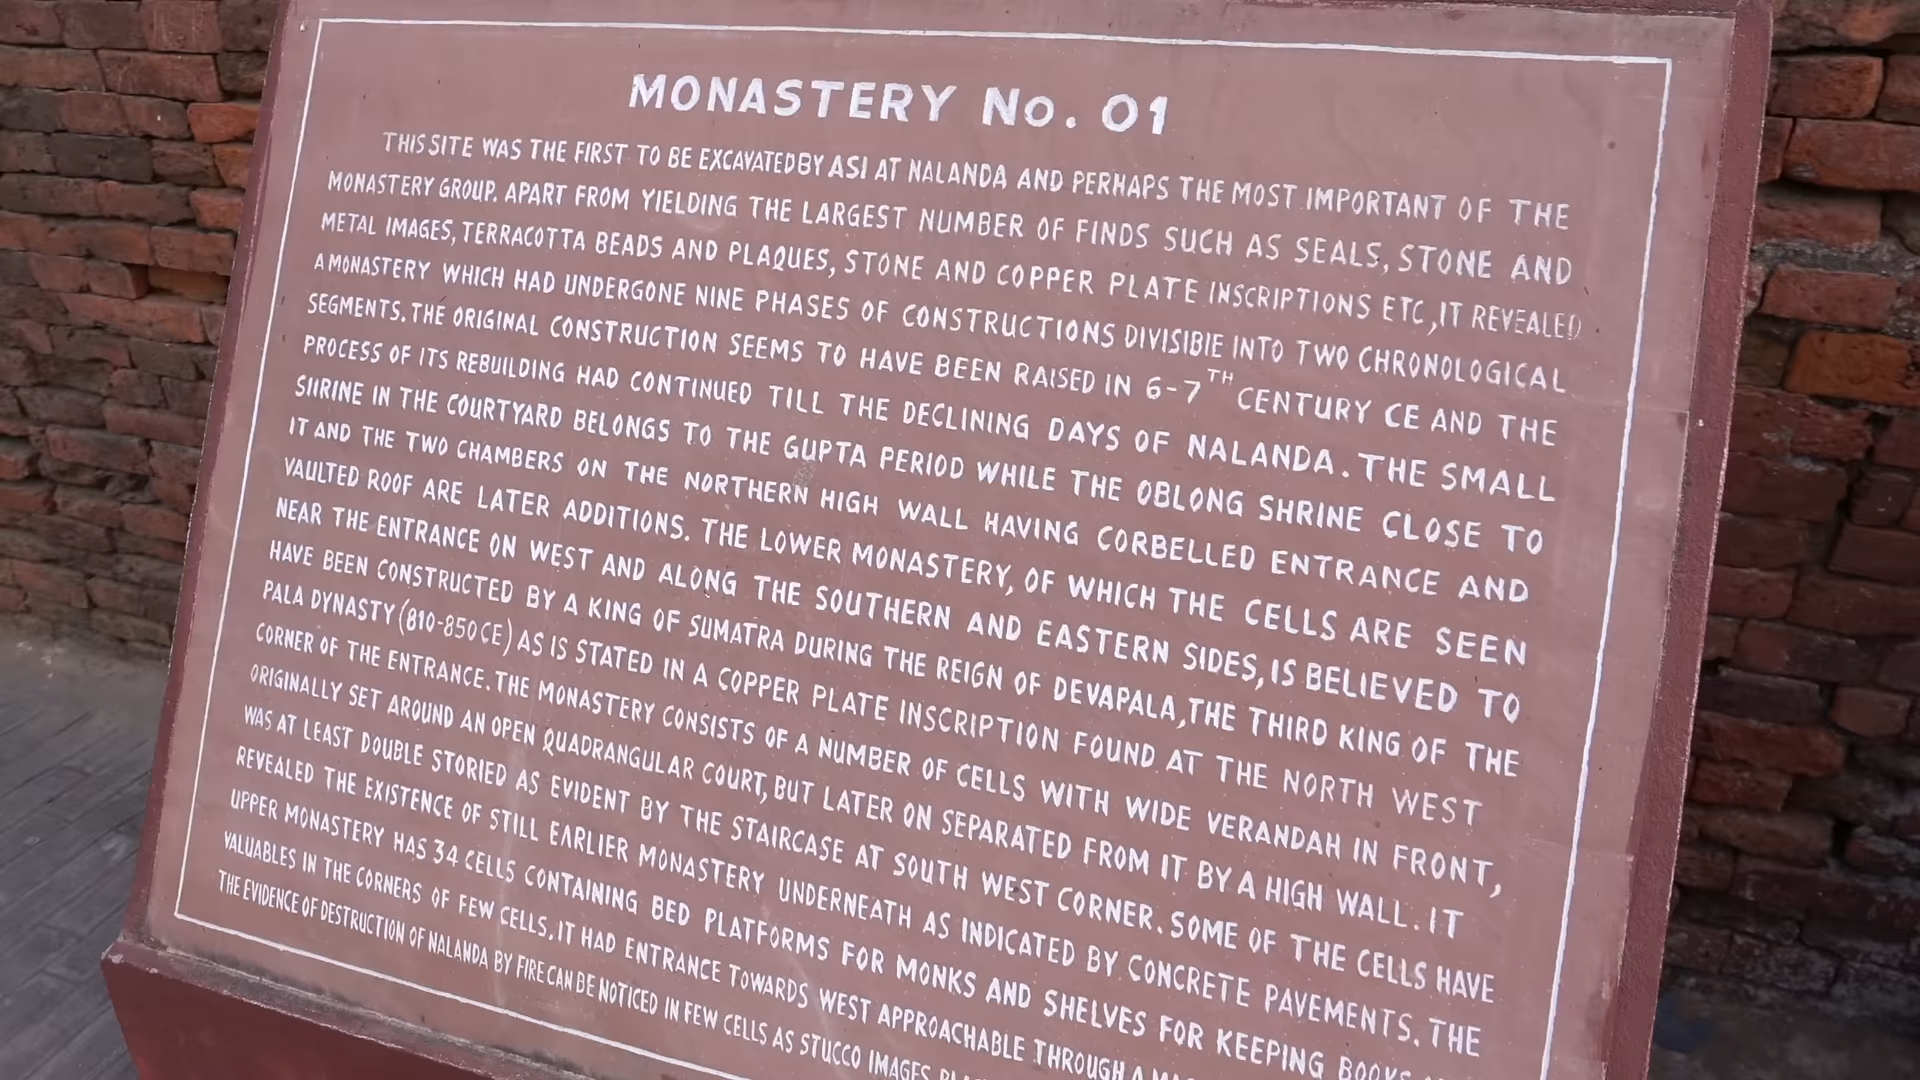 MONASTERY No. 01
THIS SITE WAS THE FIRST TO BE EXCAVATED BY ASI AT NALANDA AND PERHAPS THE MOST IMPORTANT OF THE
MONASTERY GROUP. APART FROM YIELDING THE LARGEST NUMBER OF FINDS SUCH AS SEALS, STONE AND
METAL IMAGES, TERRACOTTA BEADS AND PLAQUES, STONE AND COPPER PLATE INSCRIPTIONS ETC, IT REVEALED
A MONASTERY WHICH HAD UNDERGONE NINE PHASES OF CONSTRUCTIONS DIVISIBIE INTO TWO CHRONOLOGICAL
SEGMENTS. THE ORIGINAL CONSTRUCTION SEEMS TO HAVE BEEN RAISED IN 6-7TH CENTURY CE AND THE
PROCESS OF ITS REBUILDING HAD CONTINUED TILL THE DECLINING DAYS OF NALANDA. THE SMALL
SHRINE IN THE COURTYARD BELONGS TO THE GUPTA PERIOD WHILE THE OBLONG SHRINE CLOSE TO
IT AND THE TWO CHAMBERS ON THE NORTHERN HIGH WALL HAVING CORBELLED ENTRANCE AND
VAULTED ROOF ARE LATER ADDITIONS. THE LOWER MONASTERY, OF WHICH THE CELLS ARE SEEN
NEAR THE ENTRANCE ON WEST AND ALONG THE SOUTHERN AND EASTERN SIDES, IS BELIEVED TO
HAVE BEEN CONSTRUCTED BY A KING OF SUMATRA DURING THE REIGN OF DEVAPALA, THE THIRD KING OF THE
PALA DYNASTY (810-850CE) AS IS STATED IN A COPPER PLATE INSCRIPTION FOUND AT THE NORTH WEST
CORNER OF THE ENTRANCE. THE MONASTERY CONSISTS OF A NUMBER OF CELLS WITH WIDE VERANDAH IN FRONT,
ORIGINALLY SET AROUND AN OPEN QUADRANGULAR COURT, BUT LATER ON SEPARATED FROM IT BY A HIGH WALL. IT
WAS AT LEAST DOUBLE STORIED AS EVIDENT BY THE STAIRCASE AT SOUTH WEST CORNER. SOME OF THE CELLS HAVE
REVEALED THE EXISTENCE OF STILL EARLIER MONASTERY UNDERNEATH AS INDICATED BY CONCRETE PAVEMENTS. THE
UPPER MONASTERY HAS 34 CELLS CONTAINING BED PLATFORMS FOR MONKS AND SHELVES FOR KEEPING BOOKS
VALUABLES IN THE CORNERS OF FEW CELLS. IT HAD ENTRANCE TOWARDS WEST APPROACHABLE THROUGH A
THE EVIDENCE OF DESTRUCTION OF NALANDA BY FIRE CAN BE NOTICED IN FEW CELLS AS STUCCO IMAGES